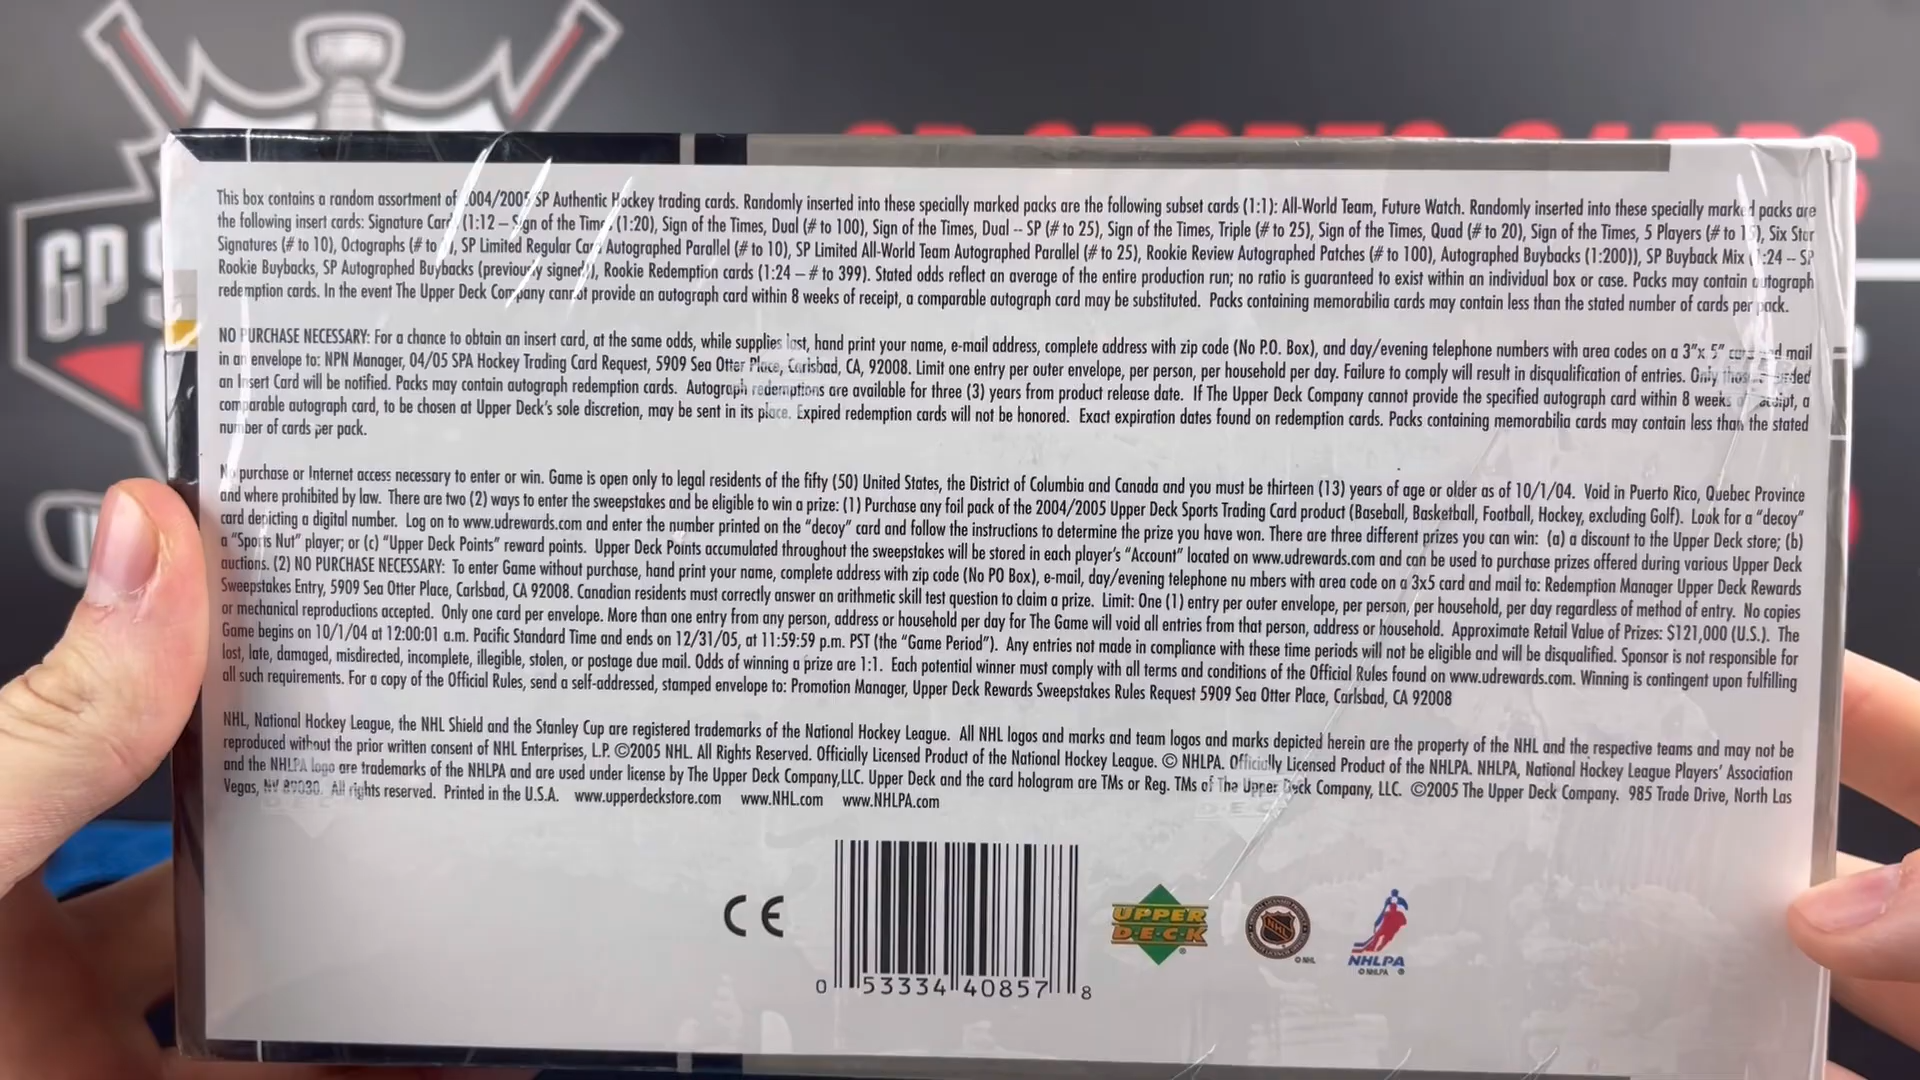 This box contains a random assortment of 2004/2005 SP Authentic Hockey trading cards. Randomly inserted into these specially marked packs are the following subset cards (1:1): All-World Team, Future Watch. Randomly inserted into these specially marked packs are
the following insert cards: Signature Card (1:12 – Sign of the Times (1:20), Sign of the Times, Dual (# to 100), Sign of the Times, Dual -- SP (# to 25), Sign of the Times, Triple (# to 25), Sign of the Times, Quad (# to 20), Sign of the Times, 5 Players (# to 15), Six Star
Signatures (# to 10), Octographs (# to ), SP Limited Regular Card Autographed Parallel (# to 10), SP Limited All-World Team Autographed Parallel (# to 25), Rookie Review Autographed Patches (# to 100), Autographed Buybacks (1:200)), SP Buyback Mix (1:24 – SP
Rookie Buybacks, SP Autographed Buybacks (previously signed), Rookie Redemption cards (1:24 – # to 399). Stated odds reflect an average of the entire production run; no ratio is guaranteed to exist within an individual box or case. Packs may contain autograph
redemption cards. In the event The Upper Deck Company cannot provide an autograph card within 8 weeks of receipt, a comparable autograph card may be substituted. Packs containing memorabilia cards may contain less than the stated number of cards per pack.
NO PURCHASE NECESSARY: For a chance to obtain an insert card, at the same odds, while supplies last, hand print your name, e-mail address, complete address with zip code (No P.O. Box), and day/evening telephone numbers with area codes on a 3"x 5" card and mail
in an envelope to: NPN Manager, 04/05 SPA Hockey Trading Card Request, 5909 Sea Otter Place, Carlsbad, CA, 92008. Limit one entry per outer envelope, per person, per household per day. Failure to comply will result in disqualification of entries. Only those
an Insert Card will be notified. Packs may contain autograph redemption cards. Autograph redemptions are available for three (3) years from product release date. If The Upper Deck Company cannot provide the specified autograph card within 8 weeks of receipt, a
comparable autograph card, to be chosen at Upper Deck's sole discretion, may be sent in its place. Expired redemption cards will not be honored. Exact expiration dates found on redemption cards. Packs containing memorabilia cards may contain less than the stated
number of cards per pack.
No purchase or Internet access necessary to enter or win. Game is open only to legal residents of the fifty (50) United States, the District of Columbia and Canada and you must be thirteen (13) years of age or older as of 10/1/04. Void in Puerto Rico, Quebec Province
and where prohibited by law. There are two (2) ways to enter the sweepstakes and be eligible to win a prize: (1) Purchase any foil pack of the 2004/2005 Upper Deck Sports Trading Card product (Baseball, Basketball, Football, Hockey, excluding Golf). Look for a "decoy"
card depicting a digital number. Log on to www.udrewards.com and enter the number printed on the "decoy" card and follow the instructions to determine the prize you have won. There are three different prizes you can win: (a) a discount to the Upper Deck store; (b)
a "Sports Nut" player; or (c) "Upper Deck Points" reward points. Upper Deck Points accumulated throughout the sweepstakes will be stored in each player's "Account" located on www.udrewards.com and can be used to purchase prizes offered during various Upper Deck
auctions. (2) NO PURCHASE NECESSARY: To enter Game without purchase, hand print your name, complete address with zip code (No PO Box), e-mail, day/evening telephone nu mbers with area code on a 3x5 card and mail to: Redemption Manager Upper Deck Rewards
Sweepstakes Entry, 5909 Sea Otter Place, Carlsbad, CA 92008. Canadian residents must correctly answer an arithmetic skill test question to claim a prize. Limit: One (1) entry per outer envelope, per person, per household, per day regardless of method of entry. No copies
or mechanical reproductions accepted. Only one card per envelope. More than one entry from any person, address or household per day for The Game will void all entries from that person, address or household. Approximate Retail Value of Prizes: $121,000 (U.S.). The
Game begins on 10/1/04 at 12:00:01 a.m. Pacific Standard Time and ends on 12/31/05, at 11:59:59 p.m. PST (the "Game Period"). Any entries not made in compliance with these time periods will not be eligible and will be disqualified. Sponsor is not responsible for
lost, late, damaged, misdirected, incomplete, illegible, stolen, or postage due mail. Odds of winning a prize are 1:1. Each potential winner must comply with all terms and conditions of the Official Rules found on www.udrewards.com. Winning is contingent upon fulfilling
all such requirements. For a copy of the Official Rules, send a self-addressed, stamped envelope to: Promotion Manager, Upper Deck Rewards Sweepstakes Rules Request 5909 Sea Otter Place, Carlsbad, CA 92008
NHL, National Hockey League, the NHL Shield and the Stanley Cup are registered trademarks of the National Hockey League. All NHL logos and marks and team logos and marks depicted herein are the property of the NHL and the respective teams and may not be
reproduced without the prior written consent of NHL Enterprises, L.P. ©2005 NHL. All Rights Reserved. Officially Licensed Product of the National Hockey League. © NHLPA. Officially Licensed Product of the NHLPA. NHLPA, National Hockey League Players' Association
and the NHLPA logo are trademarks of the NHLPA and are used under license by The Upper Deck Company,LLC. Upper Deck and the card hologram are TMs or Reg. TMs of The Upper Deck Company, LLC. ©2005 The Upper Deck Company. 985 Trade Drive, North Las
Vegas, NV 89030. All rights reserved. Printed in the U.S.A. www.upperdeckstore.com www.NHL.com www.NHLPA.com
CE
0 53334 40857 8
UPPER
DECK
NHL
© NHL
NHLPA
© NHLPA
GP